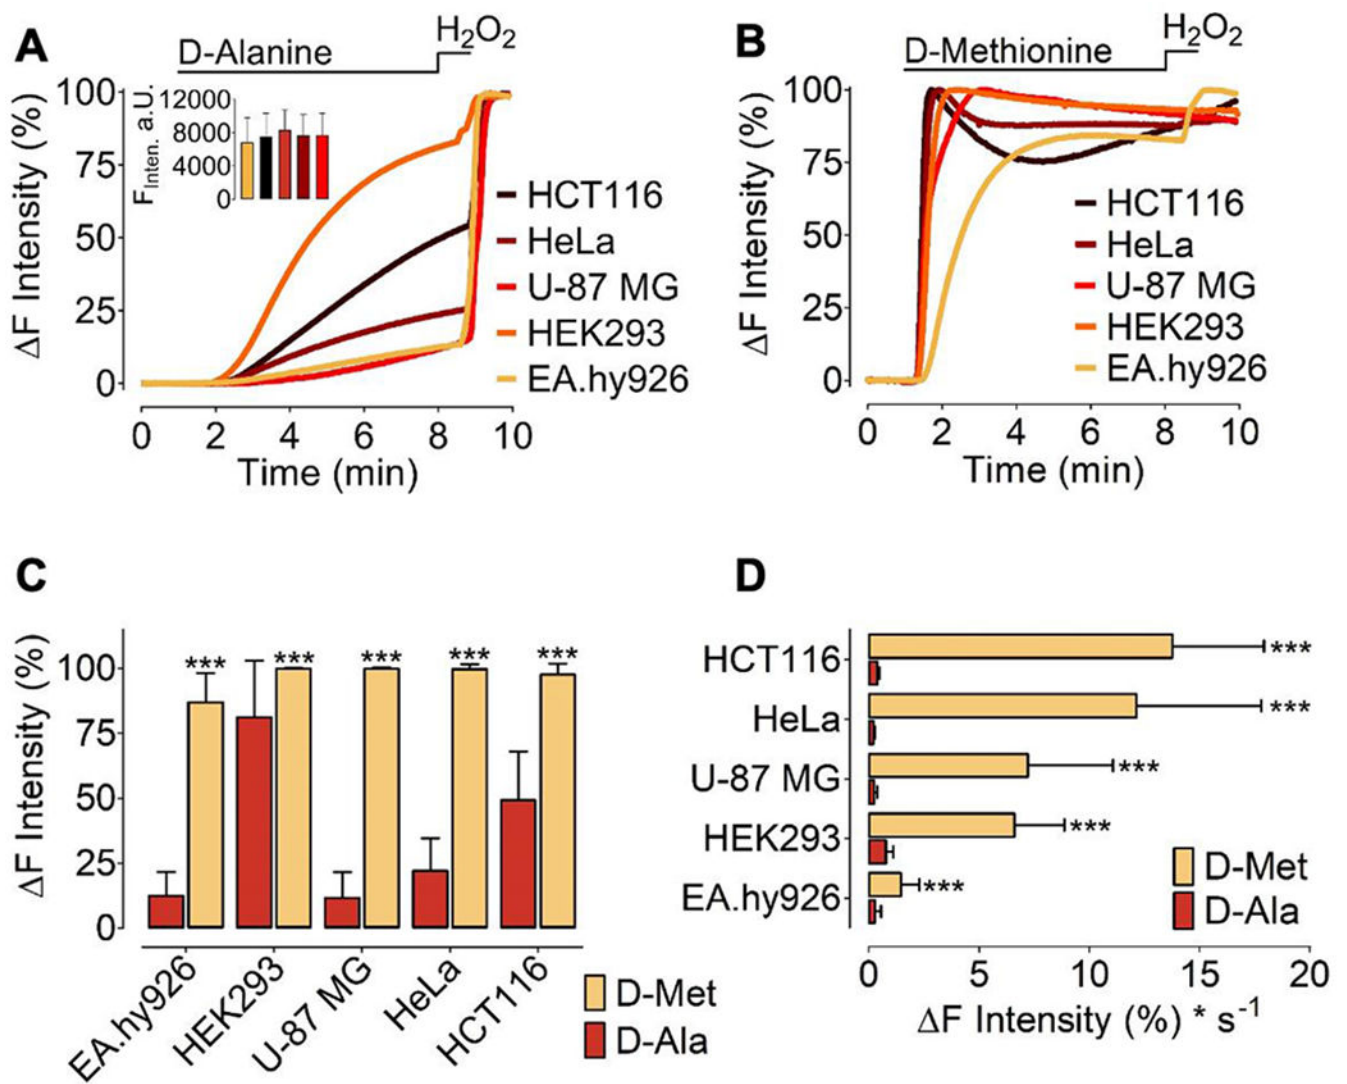 A
D-Alanine
H₂O₂
ΔF Intensity (%)
100
75
50
25
0
F Inten. a.U.
12000
8000
4000
0
HCT116
HeLa
U-87 MG
HEK293
EA.hy926
0 2 4 6 8 10
Time (min)
B
D-Methionine
H₂O₂
ΔF Intensity (%)
100
75
50
25
0
HCT116
HeLa
U-87 MG
HEK293
EA.hy926
0 2 4 6 8 10
Time (min)
C
ΔF Intensity (%)
100
75
50
25
0
*** *** *** *** ***
EA.hy926
HEK293
U-87 MG
HeLa
HCT116
D-Met
D-Ala
D
HCT116 ***
HeLa ***
U-87 MG ***
HEK293 ***
EA.hy926 ***
D-Met
D-Ala
0 5 10 15 20
ΔF Intensity (%) * s⁻¹